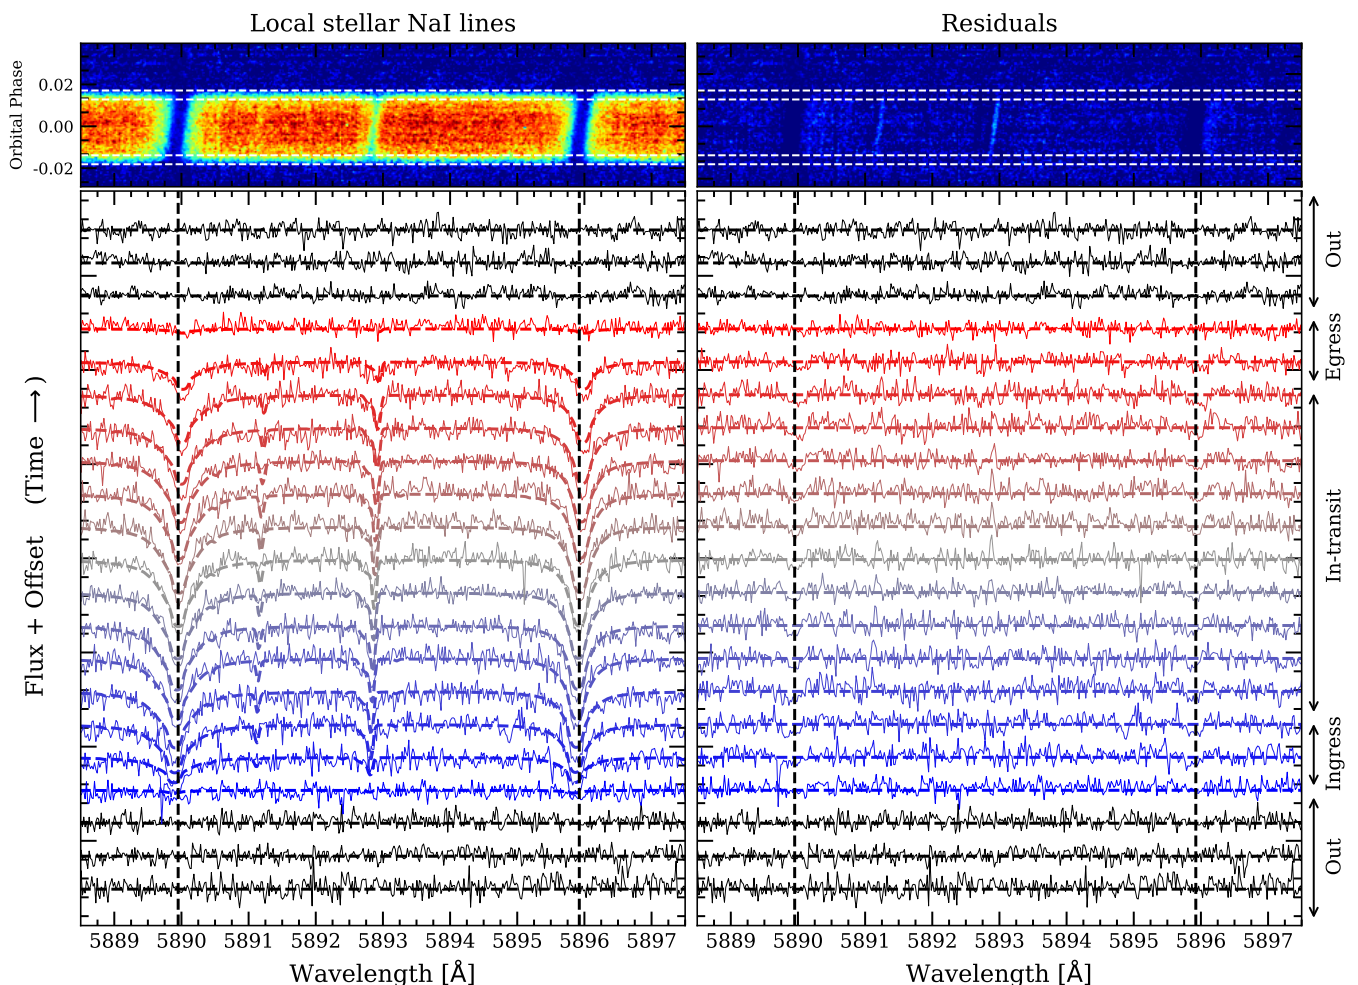 Local stellar NaI lines
Residuals
Orbital Phase
0.02
0.00
-0.02
Flux + Offset (Time ⟶)
Out
Egress
In-transit
Ingress
Out
5889 5890 5891 5892 5893 5894 5895 5896 5897
5889 5890 5891 5892 5893 5894 5895 5896 5897
Wavelength [Å]
Wavelength [Å]